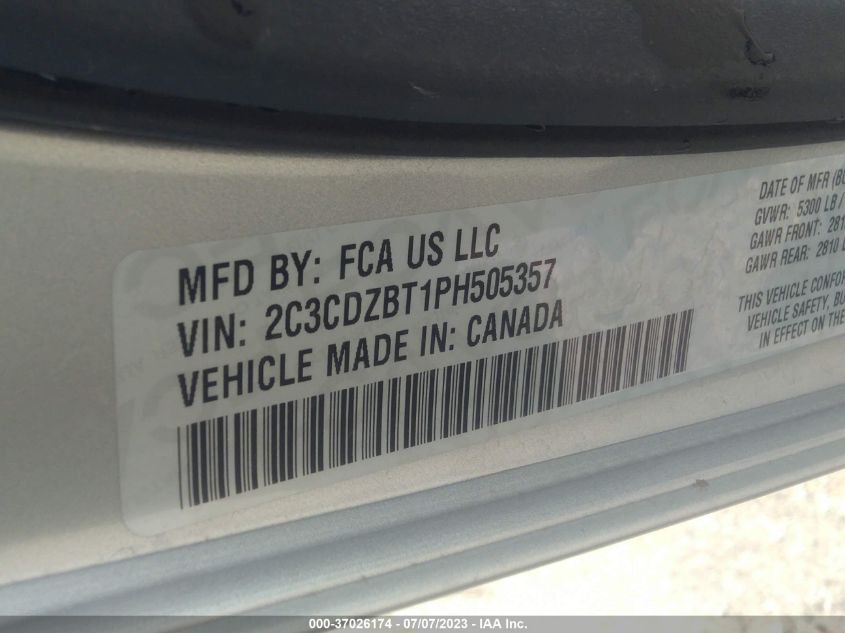 MFD BY: FCA US LLC
VIN: 2C3CDZBT1PH505357
VEHICLE MADE IN: CANADA
DATE OF MFR (BO
GVWR: 5300 LB /
GAWR FRONT: 281
GAWR REAR: 2810 L
THIS VEHICLE CONFOR
VEHICLE SAFETY, BU
IN EFFECT ON THE
000-37026174 - 07/07/2023 - IAA Inc.